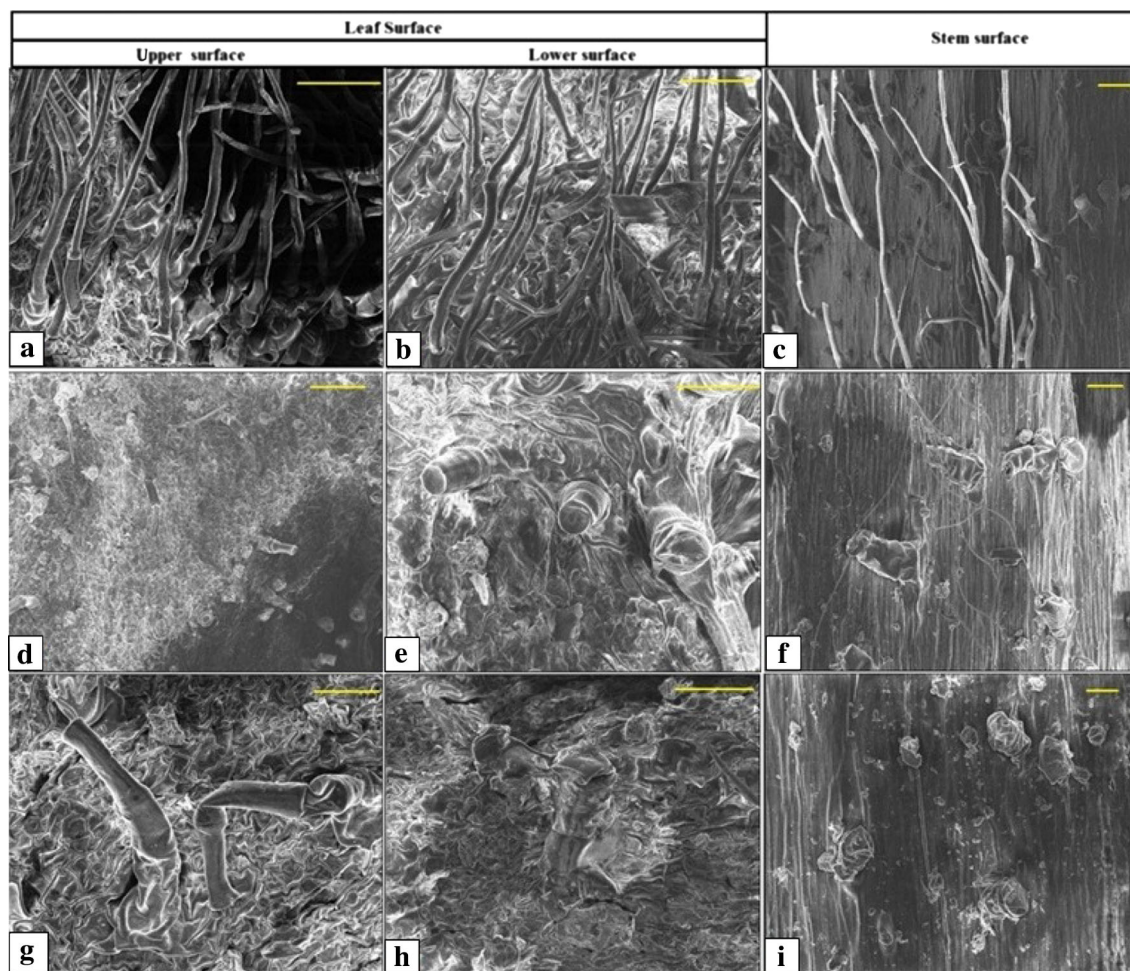 Leaf Surface
Upper surface
Lower surface
Stem surface
a
b
c
d
e
f
g
h
i